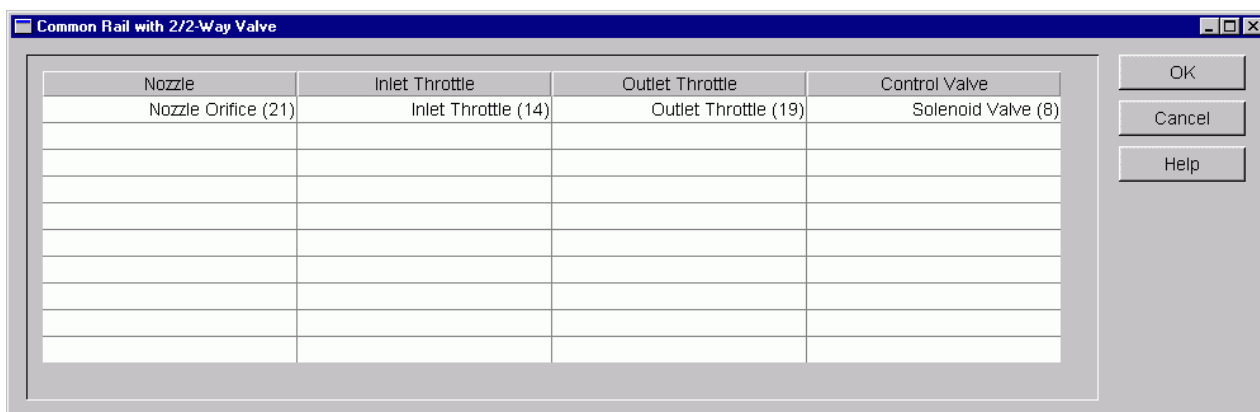 Common Rail with 2/2-Way Valve
Nozzle Inlet Throttle Outlet Throttle Control Valve
Nozzle Orifice (21) Inlet Throttle (14) Outlet Throttle (19) Solenoid Valve (8)
OK
Cancel
Help